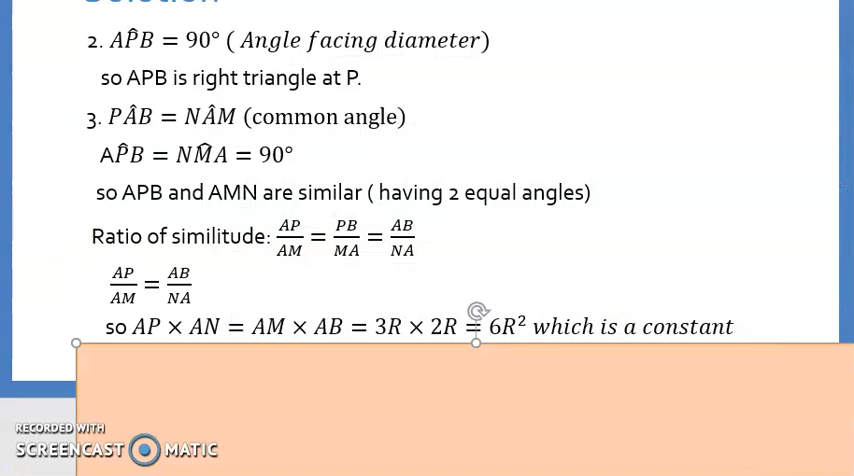 Solution
2. AP̂B = 90° ( Angle facing diameter)
so APB is right triangle at P.
3. PÂB = NÂM (common angle)
AP̂B = NM̂A = 90°
so APB and AMN are similar ( having 2 equal angles)
Ratio of similitude: AP/AM = PB/MA = AB/NA
AP/AM = AB/NA
so AP × AN = AM × AB = 3R × 2R = 6R² which is a constant
RECORDED WITH
SCREENCAST MATIC